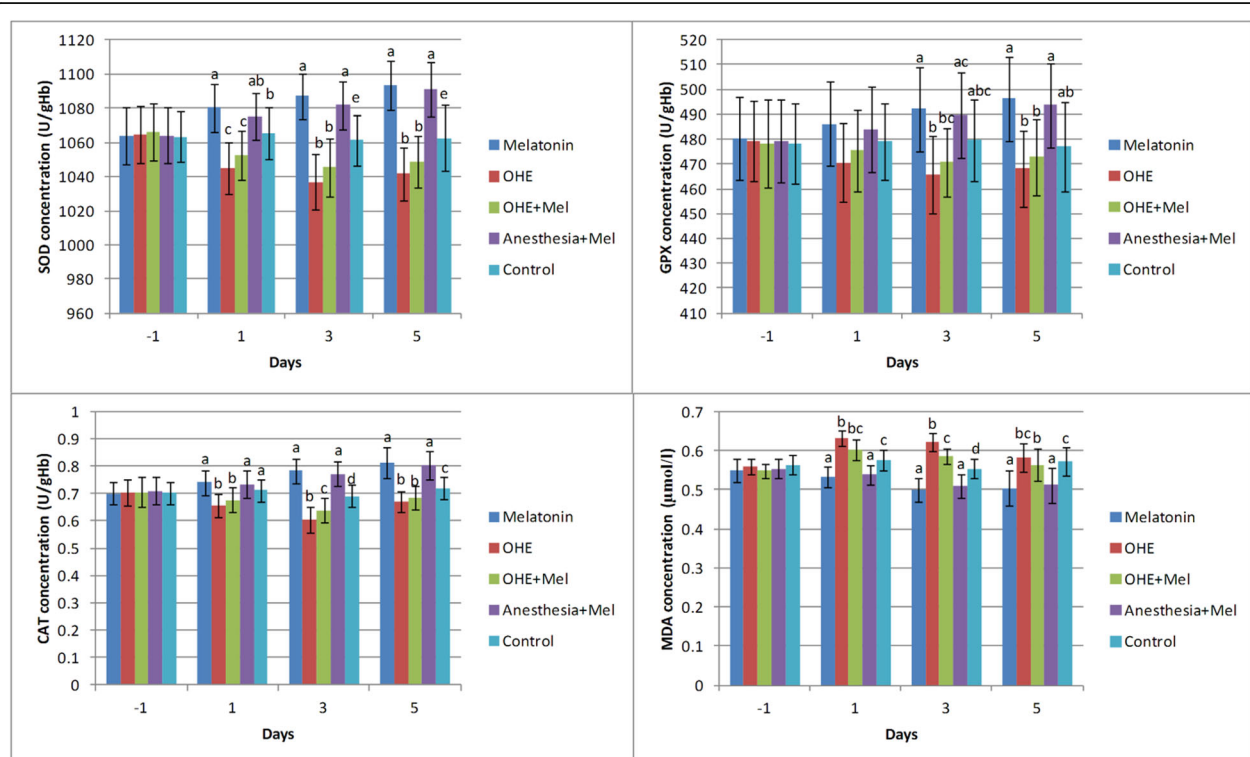 1120
1100
1080
1060
1040
1020
1000
980
960
SOD concentration (U/gHb)
a
c
c
ab
b
a
b
b
a
e
a
b
b
a
e
-1
1
3
5
Days
Melatonin
OHE
OHE+Mel
Anesthesia+Mel
Control
520
510
500
490
480
470
460
450
440
430
420
410
GPX concentration (U/gHb)
a
b
bc
ac
abc
a
b
b
a
ab
-1
1
3
5
Days
Melatonin
OHE
OHE+Mel
Anesthesia+Mel
Control
1
0.9
0.8
0.7
0.6
0.5
0.4
0.3
0.2
0.1
0
CAT concentration (U/gHb)
a
b
b
a
a
a
b
c
a
d
a
b
b
a
c
-1
1
3
5
Days
Melatonin
OHE
OHE+Mel
Anesthesia+Mel
Control
0.7
0.6
0.5
0.4
0.3
0.2
0.1
0
MDA concentration (µmol/l)
a
b
bc
a
c
a
b
c
a
d
a
bc
b
a
c
-1
1
3
5
Days
Melatonin
OHE
OHE+Mel
Anesthesia+Mel
Control